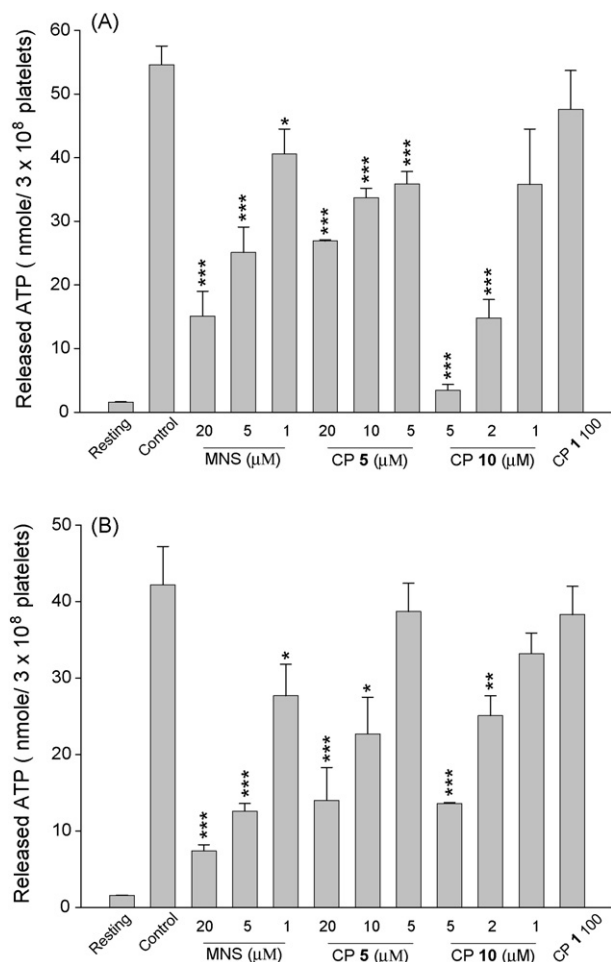 (A)
Released ATP ( nmole/ 3 x 10⁸ platelets)
60
50
40
30
20
10
0
***
***
*
***
***
***
***
***
Resting
Control
20 5 1 20 10 5 5 2 1
MNS (μM) CP 5 (μM) CP 10 (μM)
CP 1 100
(B)
Released ATP ( nmole/ 3 x 10⁸ platelets)
50
40
30
20
10
0
***
***
*
***
*
***
**
Resting
Control
20 5 1 20 10 5 5 2 1
MNS (μM) CP 5 (μM) CP 10 (μM)
CP 1 100